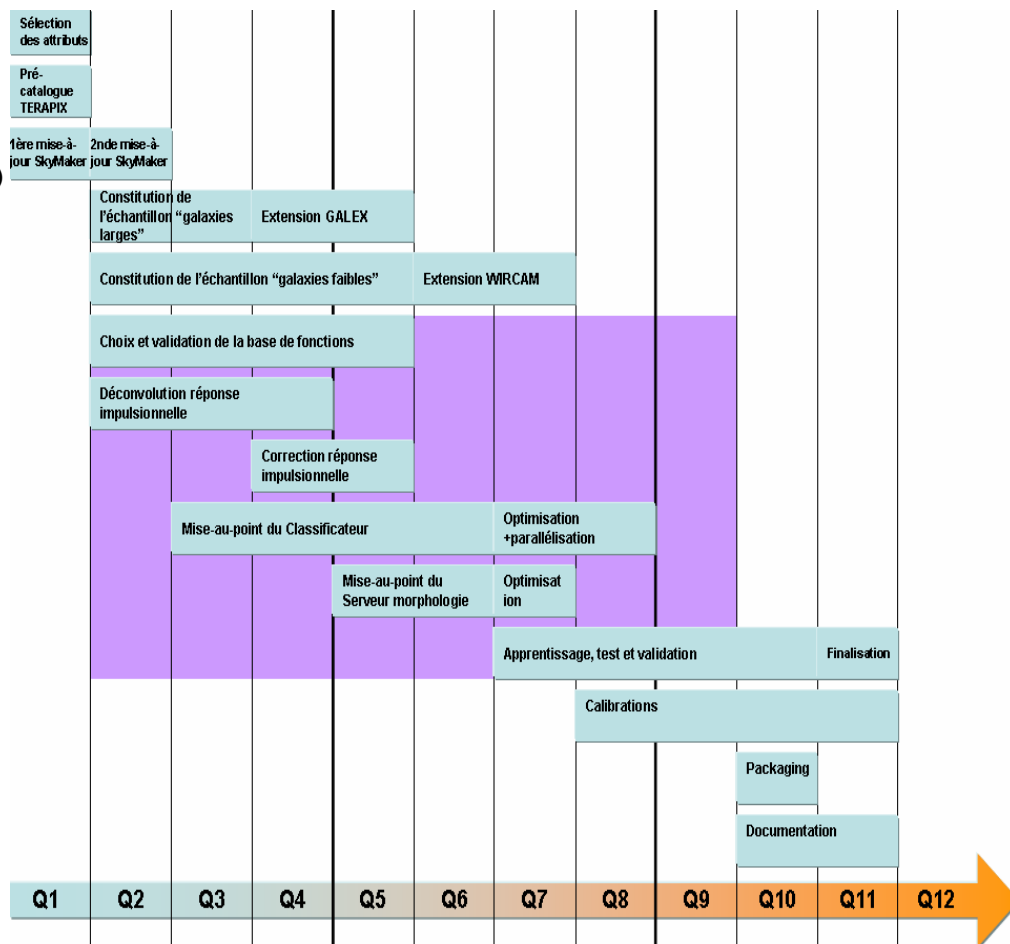 Sélection
des attributs
Pré-
catalogue
TERAPIX
1ère mise-à-
jour SkyMaker
2nde mise-à-
jour SkyMaker
)
Constitution de
l'échantillon “galaxies
larges”
Extension GALEX
Constitution de l'échantillon “galaxies faibles”
Extension WIRCAM
Choix et validation de la base de fonctions
Déconvolution réponse
impulsionnelle
Correction réponse
impulsionnelle
Mise-au-point du Classificateur
Optimisation
+parallélisation
Mise-au-point du
Serveur morphologie
Optimisat
ion
Apprentissage, test et validation
Finalisation
Calibrations
Packaging
Documentation
Q1 Q2 Q3 Q4 Q5 Q6 Q7 Q8 Q9 Q10 Q11 Q12